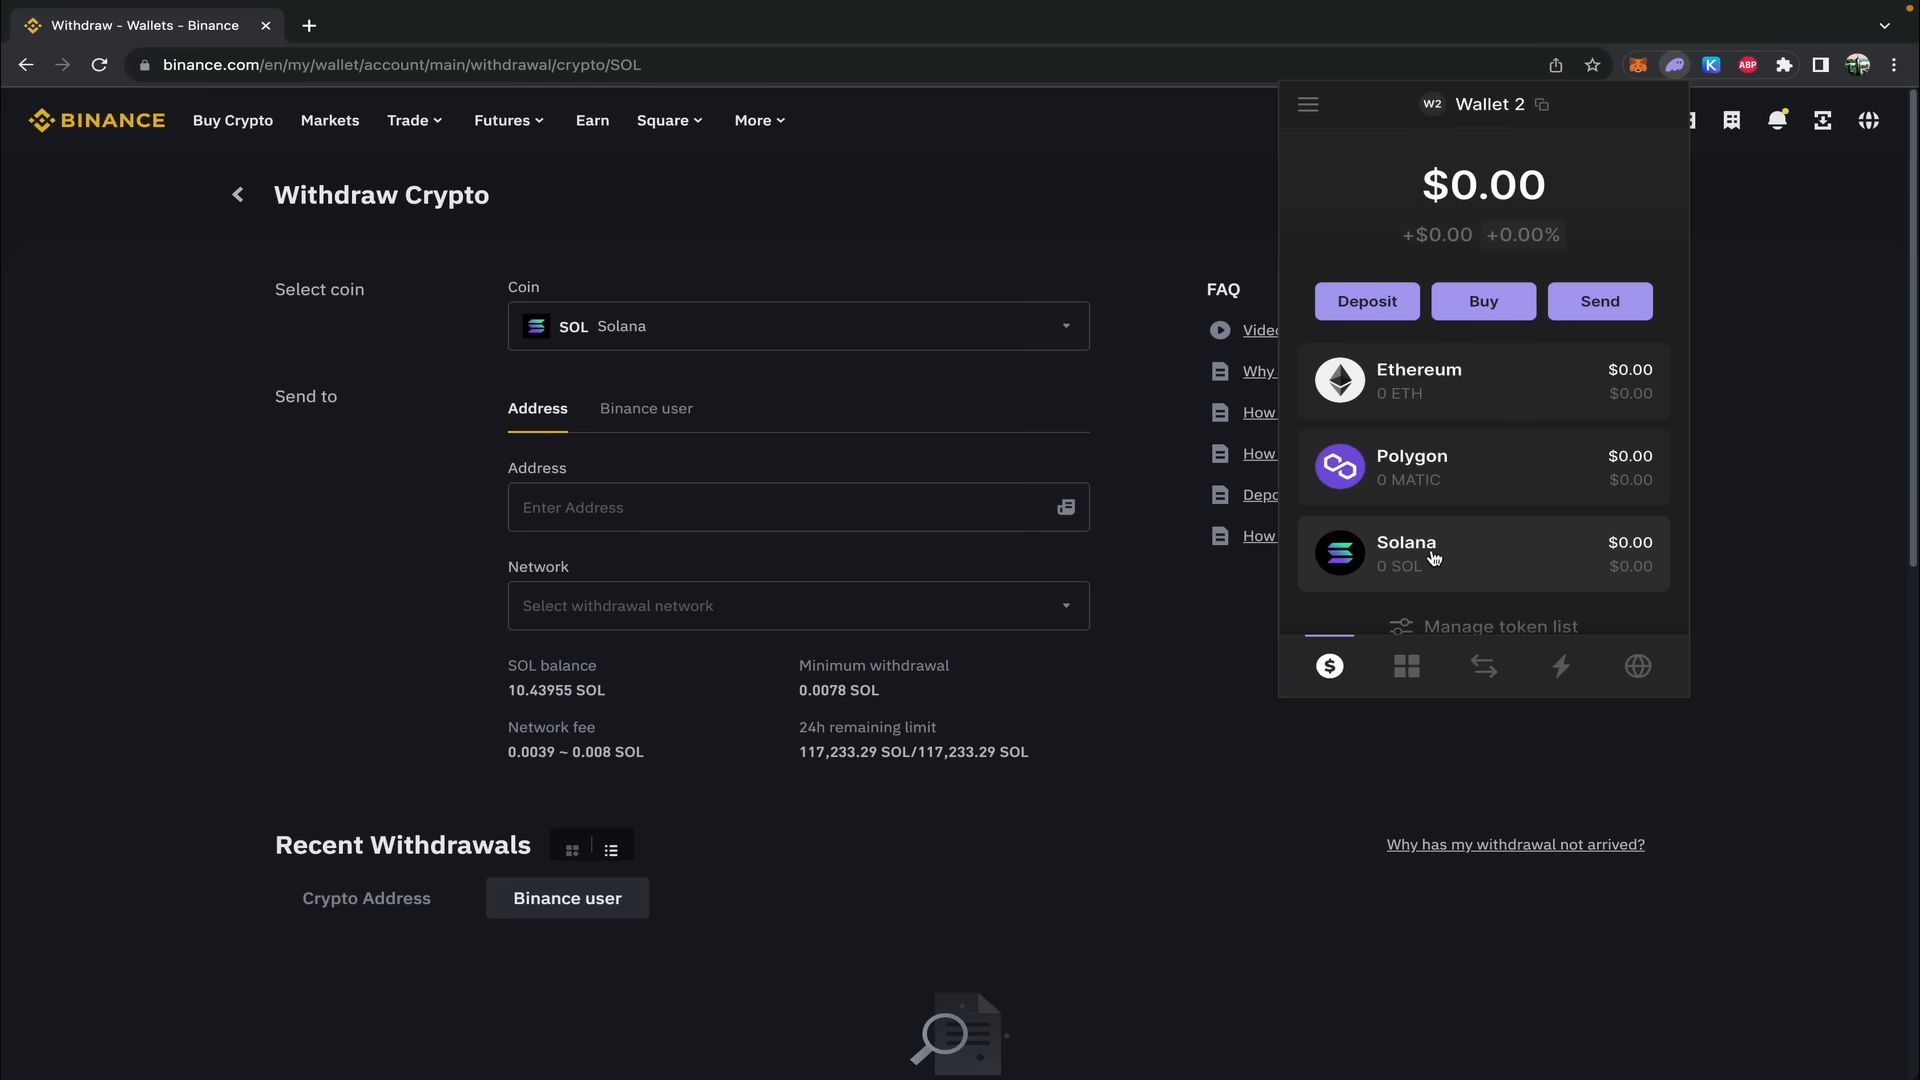 Withdraw - Wallets - Binance
binance.com/en/my/wallet/account/main/withdrawal/crypto/SOL
K
ABP
BINANCE
Buy Crypto
Markets
Trade
Futures
Earn
Square
More
W2 Wallet 2
Withdraw Crypto
$0.00
+$0.00 +0.00%
Deposit
Buy
Send
Select coin
Coin
SOL Solana
Send to
Address
Binance user
Address
Enter Address
Network
Select withdrawal network
SOL balance
10.43955 SOL
Minimum withdrawal
0.0078 SOL
Network fee
0.0039 ~ 0.008 SOL
24h remaining limit
117,233.29 SOL/117,233.29 SOL
FAQ
Why
How
How
How
Ethereum
$0.00
0 ETH
$0.00
Polygon
$0.00
0 MATIC
$0.00
Solana
$0.00
0 SOL
$0.00
Manage token list
Recent Withdrawals
Why has my withdrawal not arrived?
Crypto Address
Binance user